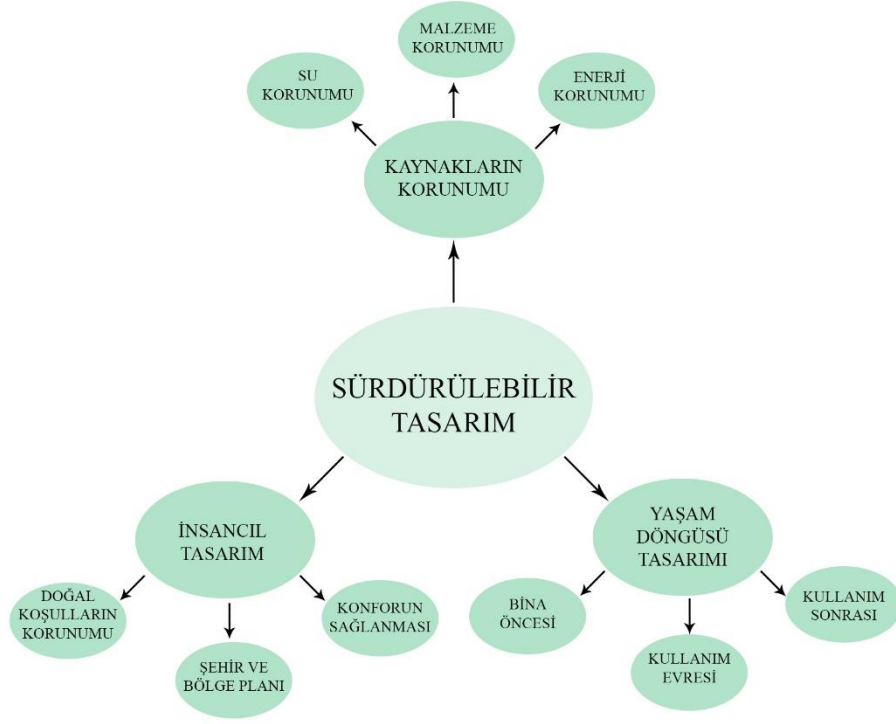 MALZEME
KORUNUMU
SU
KORUNUMU
ENERJİ
KORUNUMU
KAYNAKLARIN
KORUNUMU
SÜRDÜRÜLEBİLİR
TASARIM
İNSANCIL
TASARIM
DOĞAL
KOŞULLARIN
KORUNUMU
ŞEHİR VE
BÖLGE PLANI
KONFORUN
SAĞLANMASI
YAŞAM
DÖNGÜSÜ
TASARIMI
BİNA
ÖNCESİ
KULLANIM
EVRESİ
KULLANIM
SONRASI